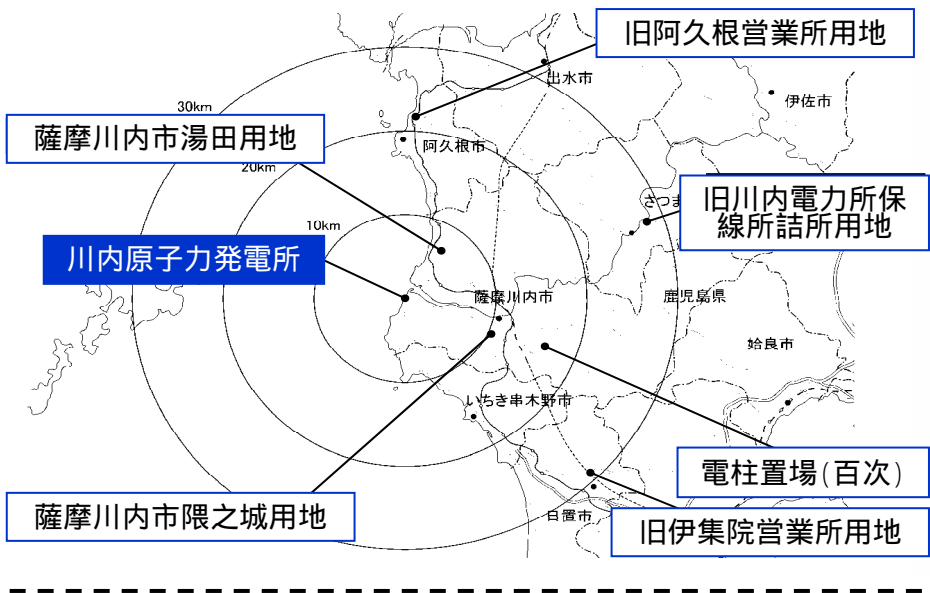 旧阿久根営業所用地
出水市
伊佐市
30km
薩摩川内市湯田用地
阿久根市
20km
さつま
旧川内電力所保
線所詰所用地
10km
川内原子力発電所
薩摩川内市
鹿児島県
姶良市
いちき串木野市
電柱置場(百次)
薩摩川内市隈之城用地
日置市
旧伊集院営業所用地